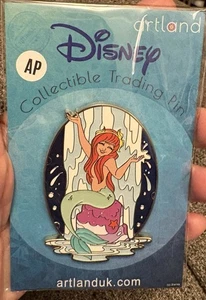 artland
Disney
AP
Collectible Trading Pin
artlanduk.com